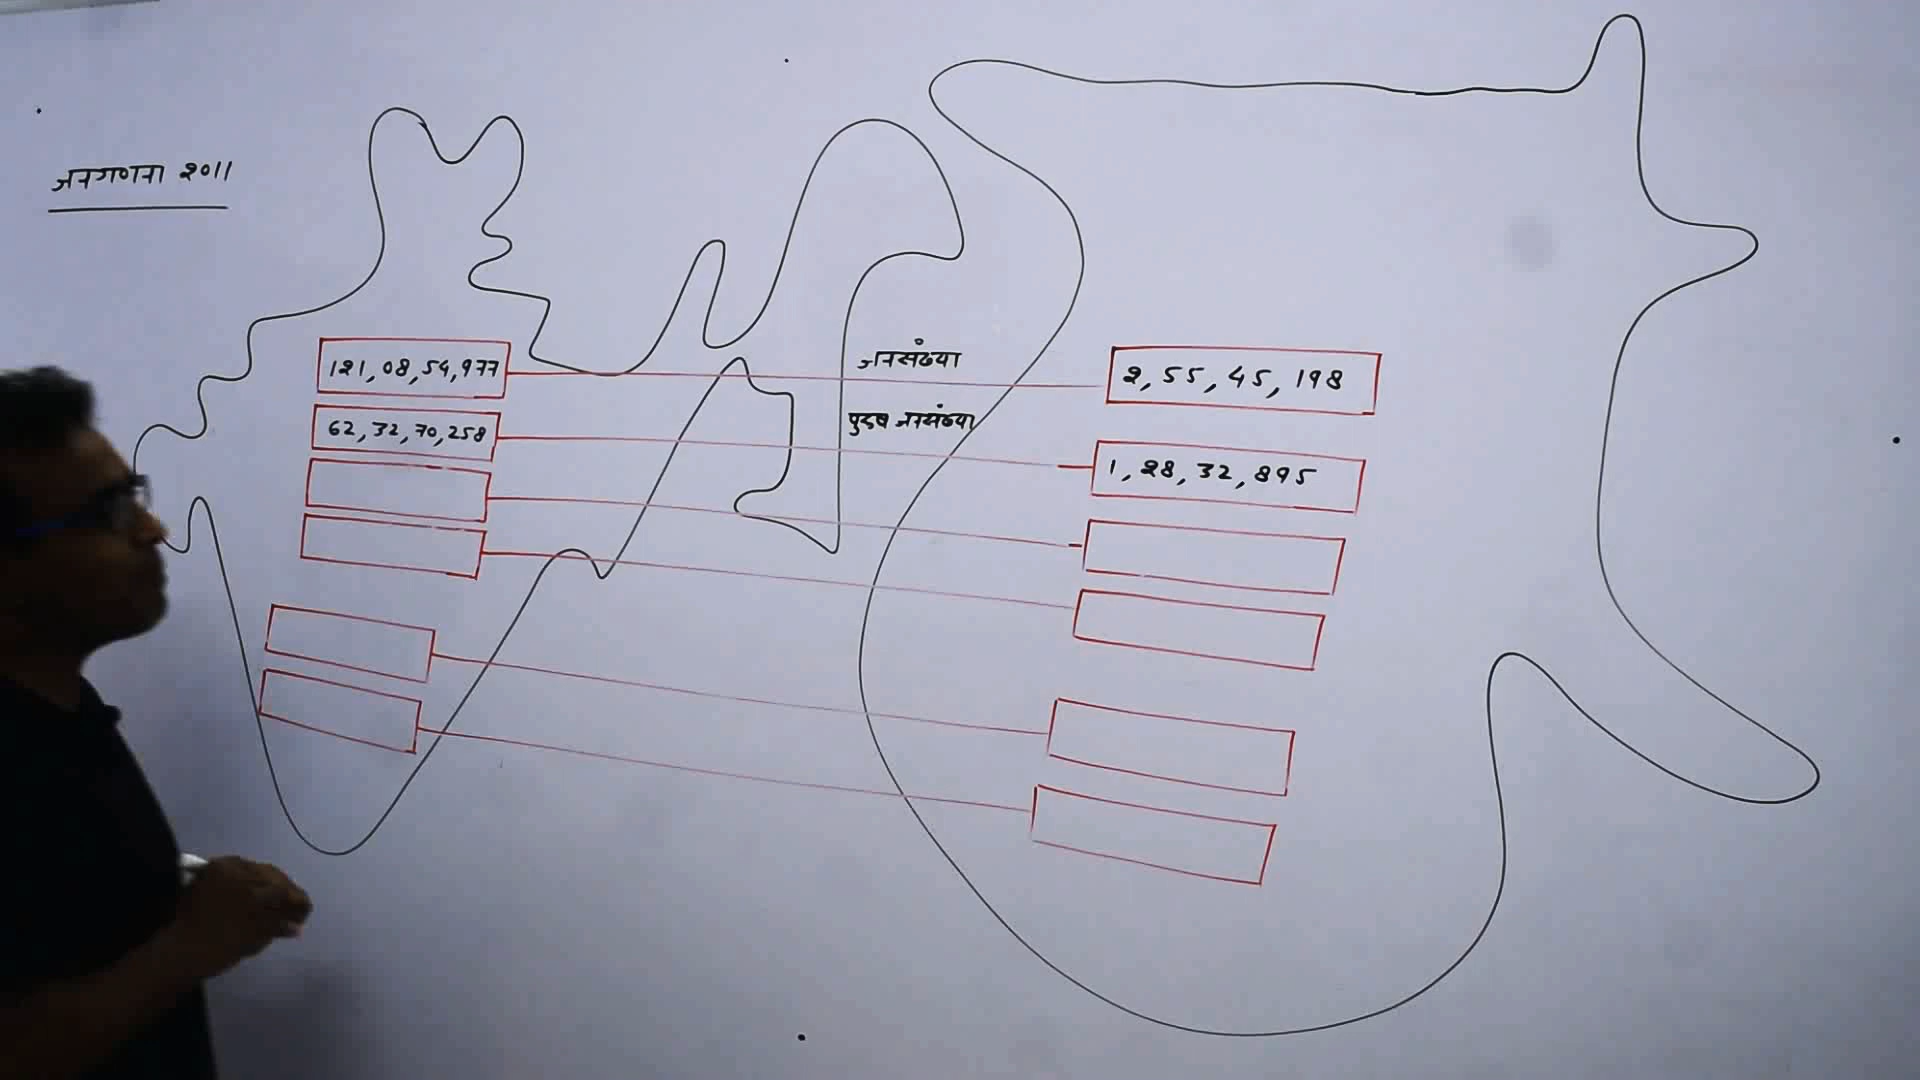 जनगणना 2011
121,08,54,977
जनसंख्या
2,55,45,198
62,32,70,258
पुरुष जनसंख्या
1,28,32,895